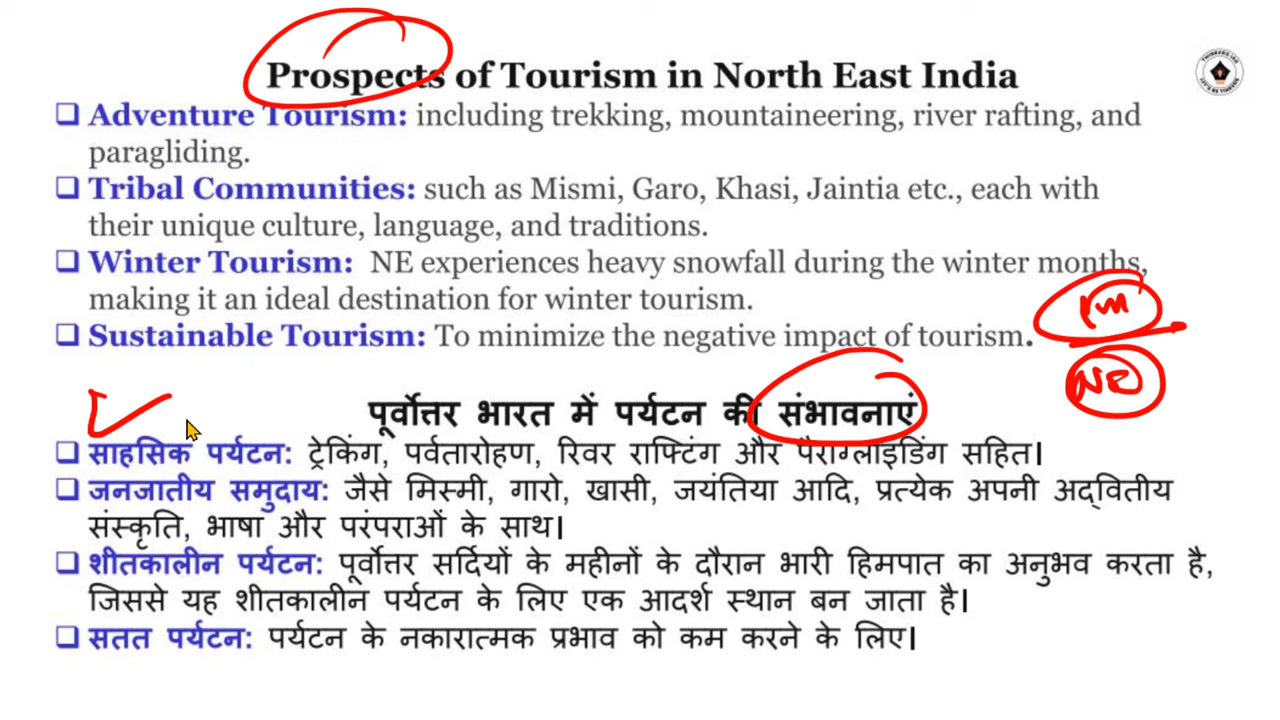 Prospects of Tourism in North East India
❑ Adventure Tourism: including trekking, mountaineering, river rafting, and
paragliding.
❑ Tribal Communities: such as Mismi, Garo, Khasi, Jaintia etc., each with
their unique culture, language, and traditions.
❑ Winter Tourism: NE experiences heavy snowfall during the winter months,
making it an ideal destination for winter tourism.
❑ Sustainable Tourism: To minimize the negative impact of tourism.
NE
पूर्वोत्तर भारत में पर्यटन की संभावनाएं
❑ साहसिक पर्यटन: ट्रेकिंग, पर्वतारोहण, रिवर राफ्टिंग और पैराग्लाइडिंग सहित।
❑ जनजातीय समुदाय: जैसे मिस्मी, गारो, खासी, जयंतिया आदि, प्रत्येक अपनी अद्वितीय
संस्कृति, भाषा और परंपराओं के साथ।
❑ शीतकालीन पर्यटन: पूर्वोत्तर सर्दियों के महीनों के दौरान भारी हिमपात का अनुभव करता है,
जिससे यह शीतकालीन पर्यटन के लिए एक आदर्श स्थान बन जाता है।
❑ सतत पर्यटन: पर्यटन के नकारात्मक प्रभाव को कम करने के लिए।